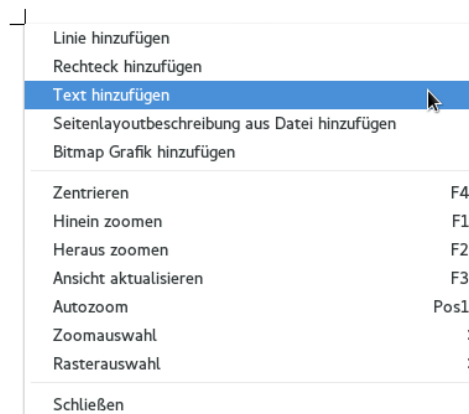 Linie hinzufügen
Rechteck hinzufügen
Text hinzufügen
Seitenlayoutbeschreibung aus Datei hinzufügen
Bitmap Grafik hinzufügen
Zentrieren F4
Hinein zoomen F1
Heraus zoomen F2
Ansicht aktualisieren F3
Autozoom Pos1
Zoomauswahl
Rasterauswahl
Schließen